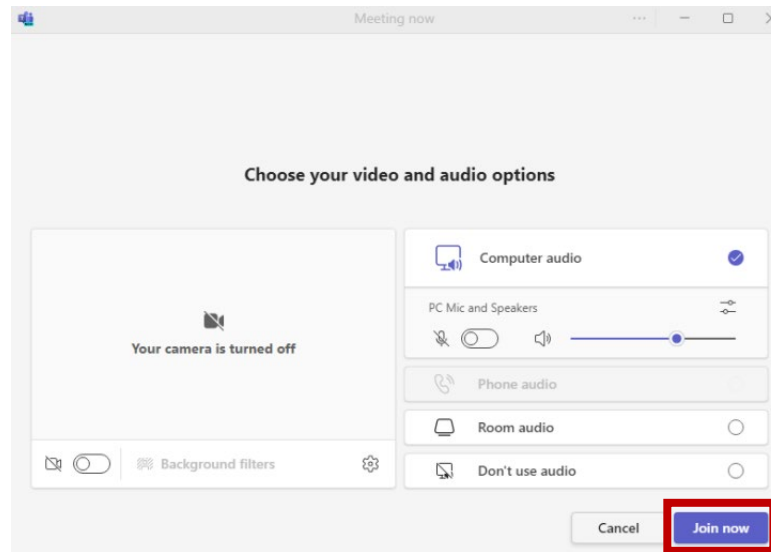 Meeting now
Choose your video and audio options
Your camera is turned off
Background filters
Computer audio
PC Mic and Speakers
Phone audio
Room audio
Don't use audio
Cancel
Join now